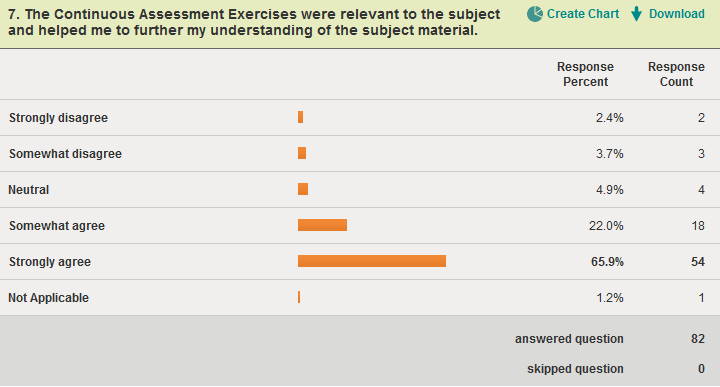 7. The Continuous Assessment Exercises were relevant to the subject
and helped me to further my understanding of the subject material.
Create Chart Download
Response Percent Response Count
Strongly disagree 2.4% 2
Somewhat disagree 3.7% 3
Neutral 4.9% 4
Somewhat agree 22.0% 18
Strongly agree 65.9% 54
Not Applicable 1.2% 1
answered question 82
skipped question 0